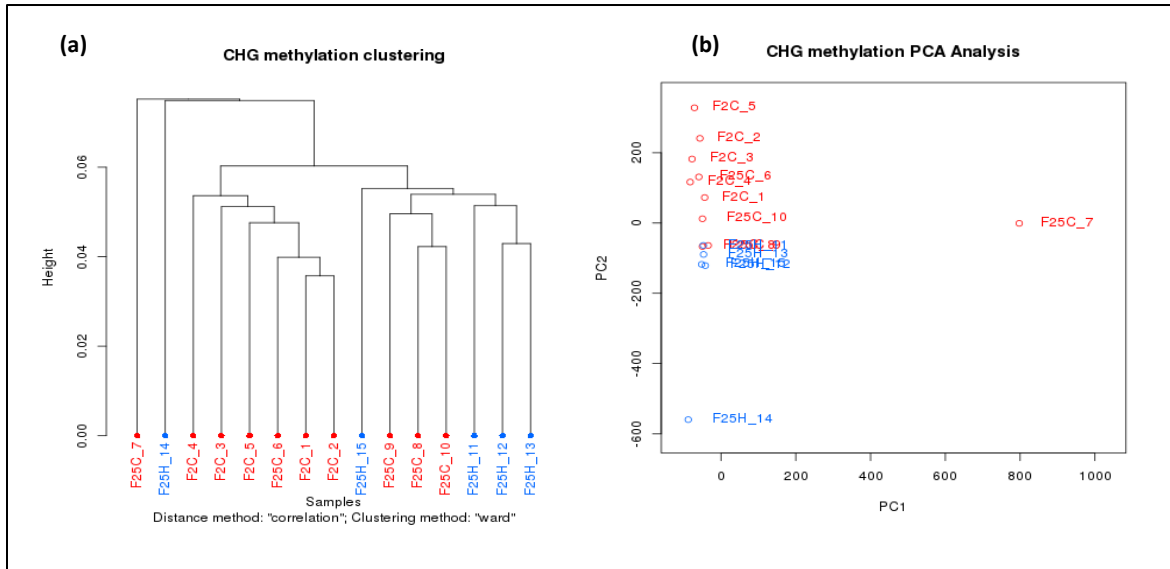 (a)
CHG methylation clustering
Height
0.00
0.02
0.04
0.06
F25C_7
F25H_14
F2C_4
F2C_3
F2C_5
F25C_6
F2C_1
F2C_2
F25H_15
F25C_9
F25C_8
F25C_10
F25H_11
F25H_12
F25H_13
Samples
Distance method: "correlation"; Clustering method: "ward"
(b)
CHG methylation PCA Analysis
PC2
200
0
-200
-400
-600
F2C_5
F2C_2
F2C_3
F25C_6
F2C_4
F2C_1
F25C_10
F25C_7
F25H_13
F25H_12
F25H_14
0
200
400
600
800
1000
PC1